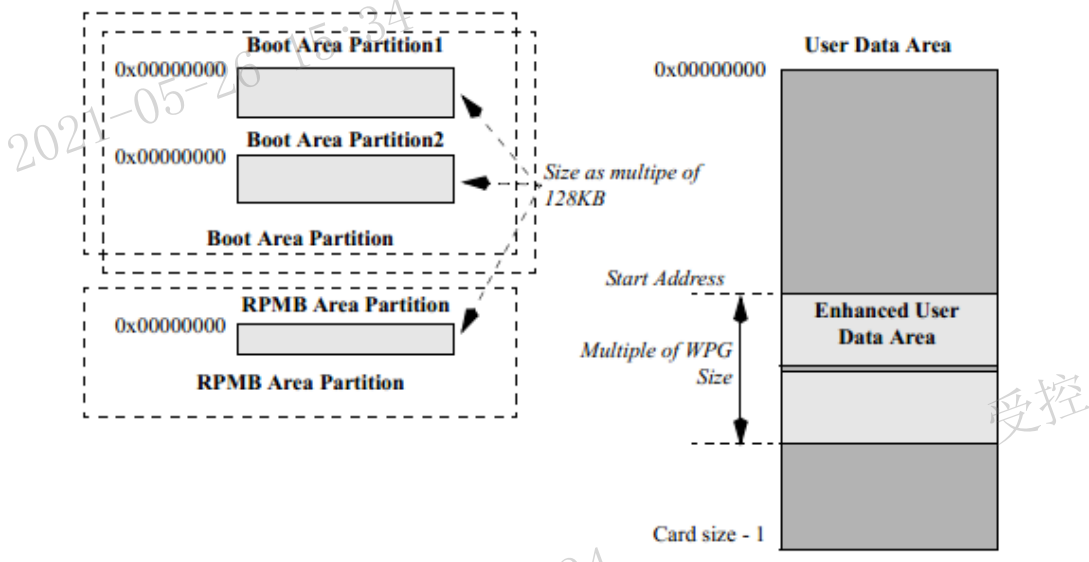 Boot Area Partition1
0x00000000
Boot Area Partition2
0x00000000
Boot Area Partition
Size as multipe of
128KB
RPMB Area Partition
0x00000000
RPMB Area Partition
User Data Area
0x00000000
Start Address
Enhanced User
Data Area
Multiple of WPG
Size
Card size - 1
2021-05-26 15:34
受控